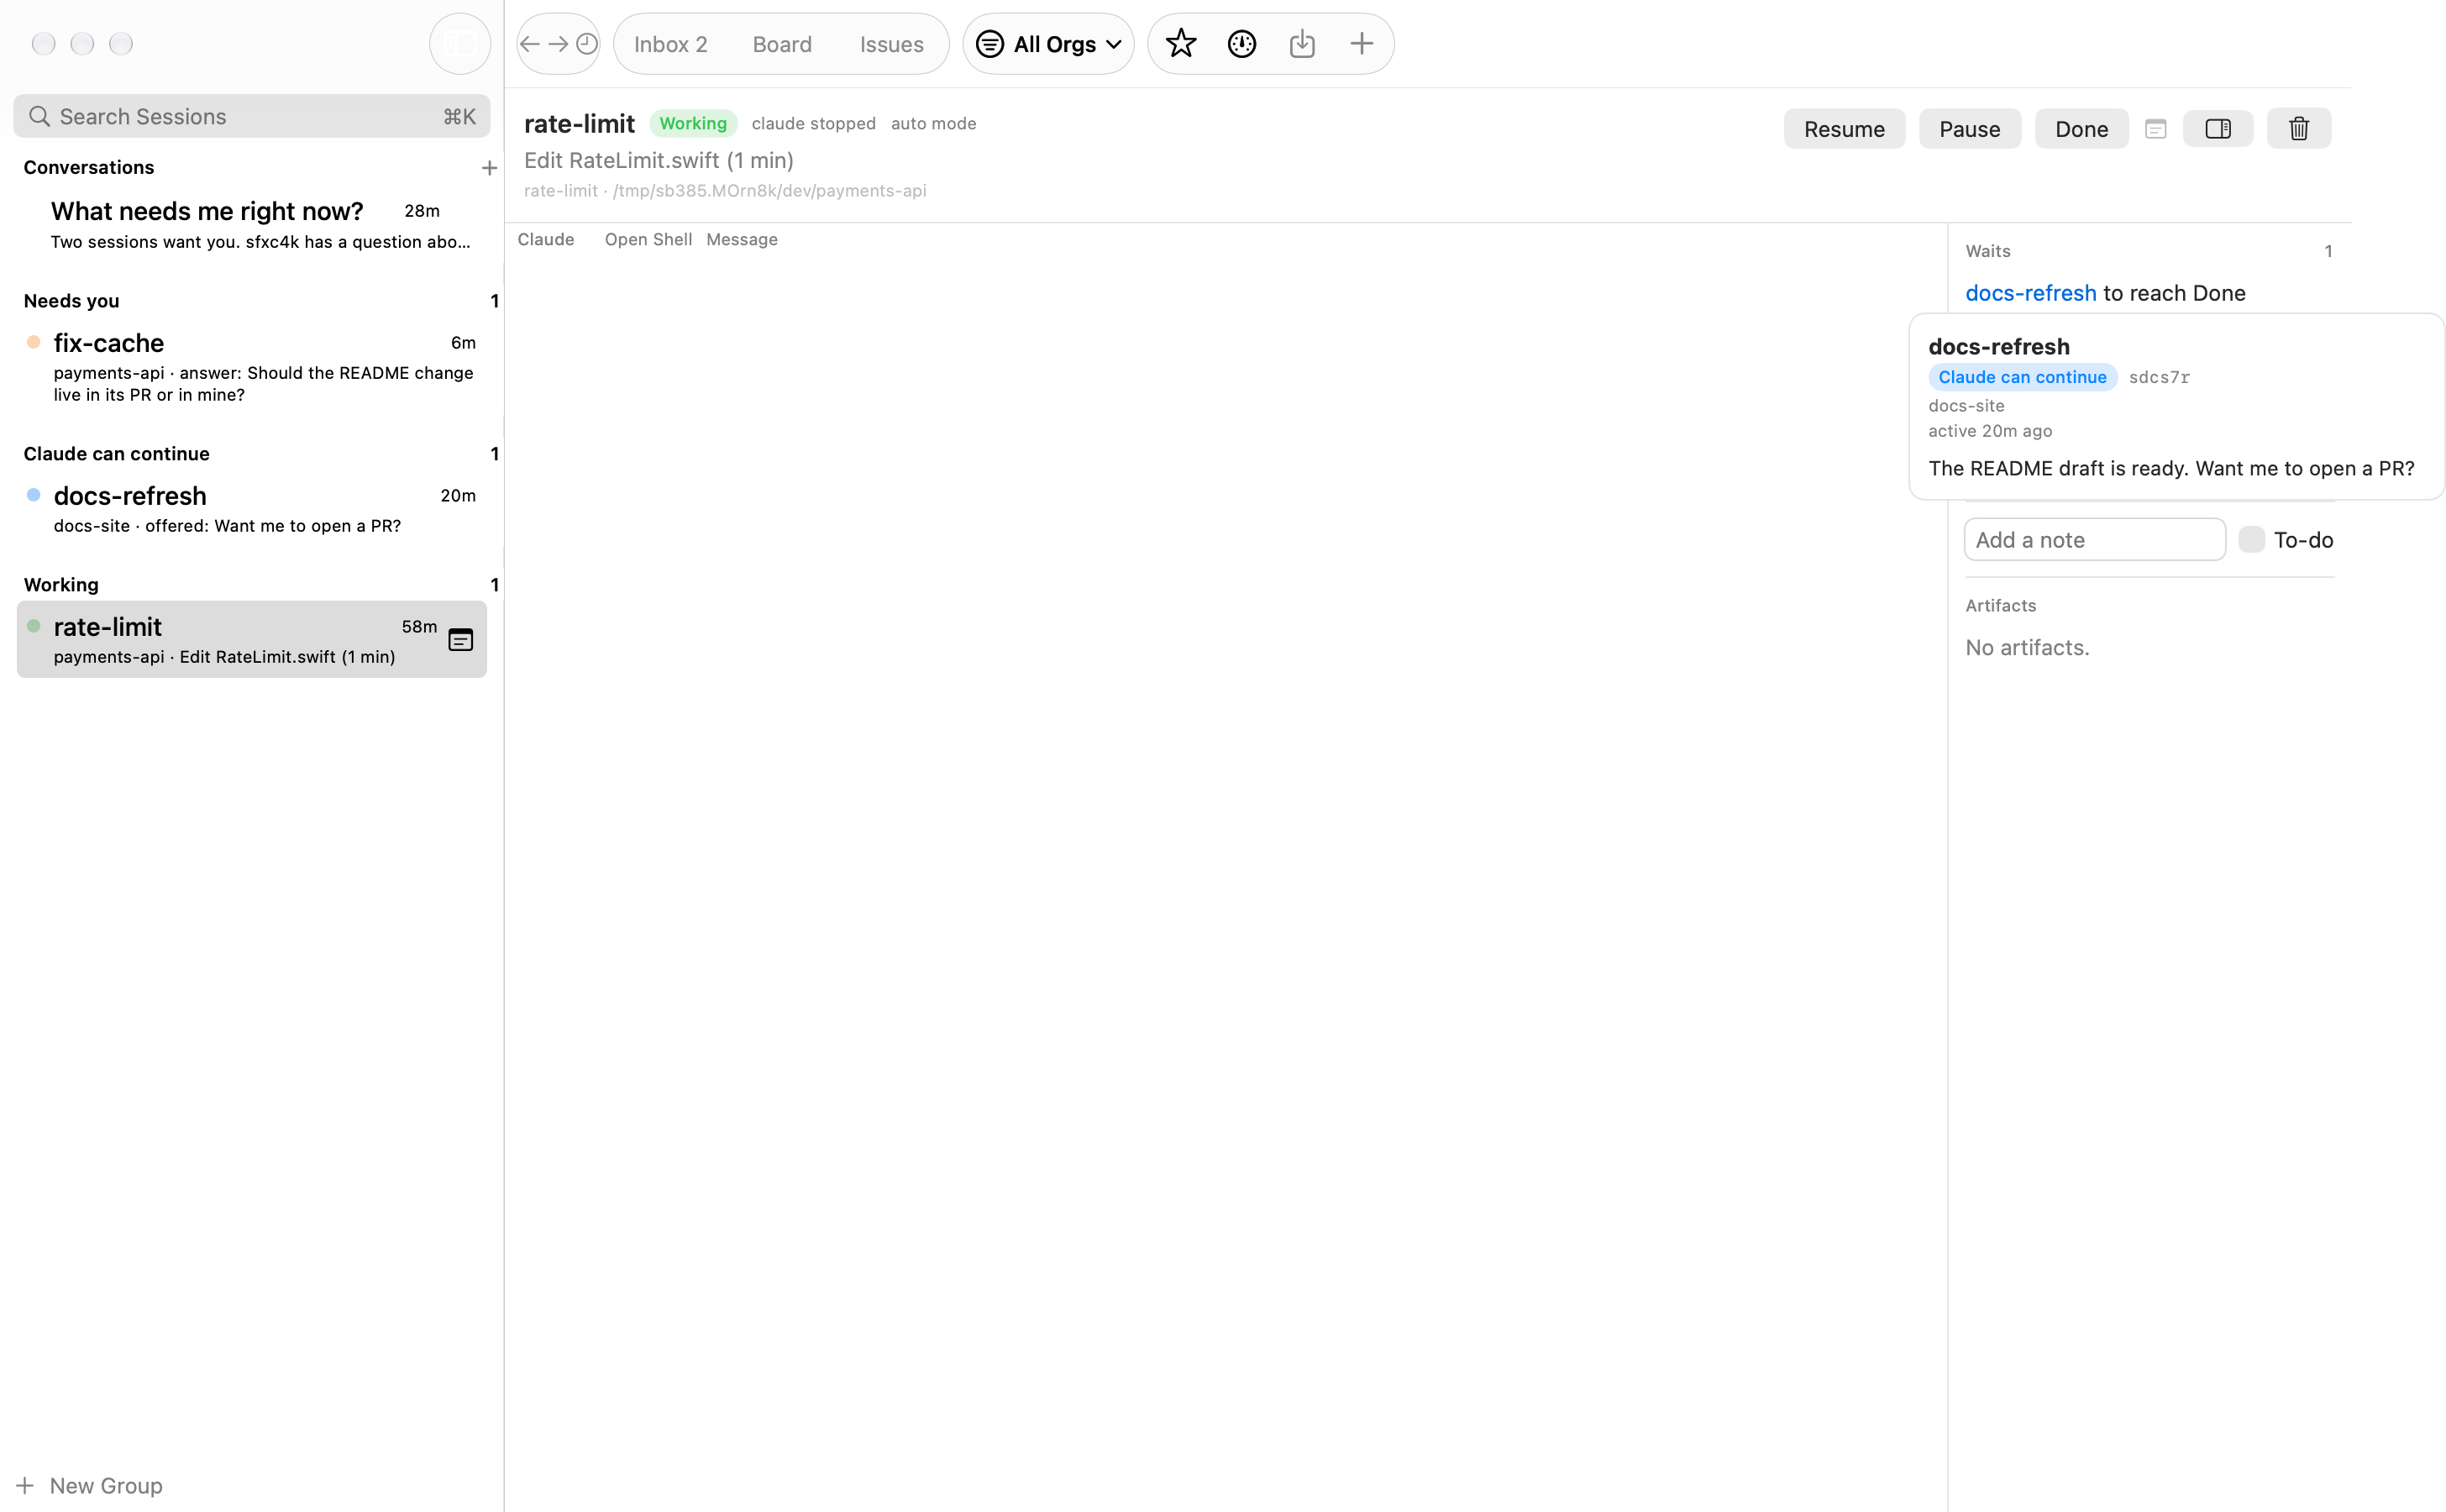 Inbox 2
Board
Issues
All Orgs
Search Sessions
⌘K
Conversations
What needs me right now?
28m
Two sessions want you. sfxc4k has a question abo...
Needs you
1
fix-cache
6m
payments-api · answer: Should the README change
live in its PR or in mine?
Claude can continue
1
docs-refresh
20m
docs-site · offered: Want me to open a PR?
Working
1
rate-limit
58m
payments-api · Edit RateLimit.swift (1 min)
New Group
rate-limit
Working
claude stopped
auto mode
Edit RateLimit.swift (1 min)
rate-limit · /tmp/sb385.MOrn8k/dev/payments-api
Resume
Pause
Done
Claude
Open Shell
Message
Waits
1
docs-refresh to reach Done
docs-refresh
Claude can continue
sdcs7r
docs-site
active 20m ago
The README draft is ready. Want me to open a PR?
Add a note
To-do
Artifacts
No artifacts.